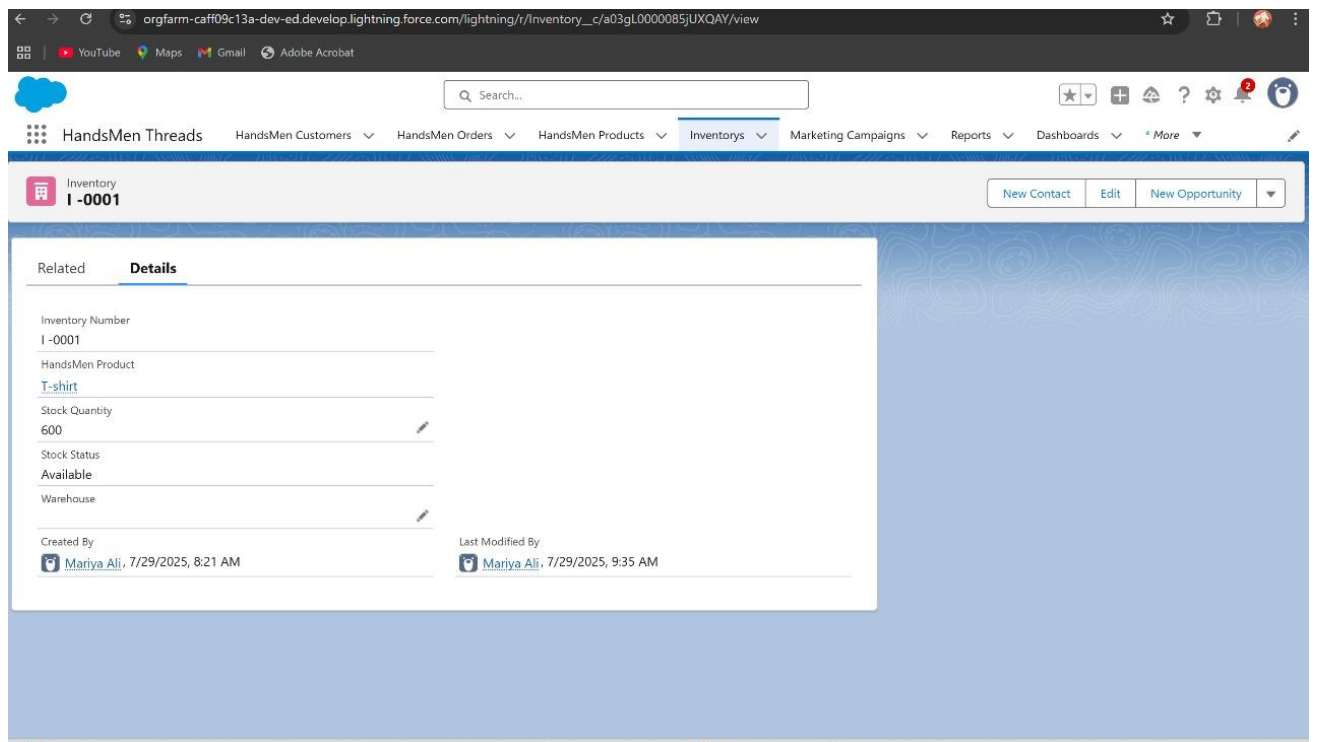 orgfarm-caff09c13a-dev-ed.develop.lightning.force.com/lightning/r/Inventory__c/a03gL0000085jUXQAY/view
YouTube Maps Gmail Adobe Acrobat
Search...
2
HandsMen Threads HandsMen Customers HandsMen Orders HandsMen Products Inventorys Marketing Campaigns Reports Dashboards * More
Inventory
I -0001
New Contact Edit New Opportunity
Related Details
Inventory Number
I -0001
HandsMen Product
T-shirt
Stock Quantity
600
Stock Status
Available
Warehouse
Created By Last Modified By
Mariya Ali, 7/29/2025, 8:21 AM Mariya Ali, 7/29/2025, 9:35 AM